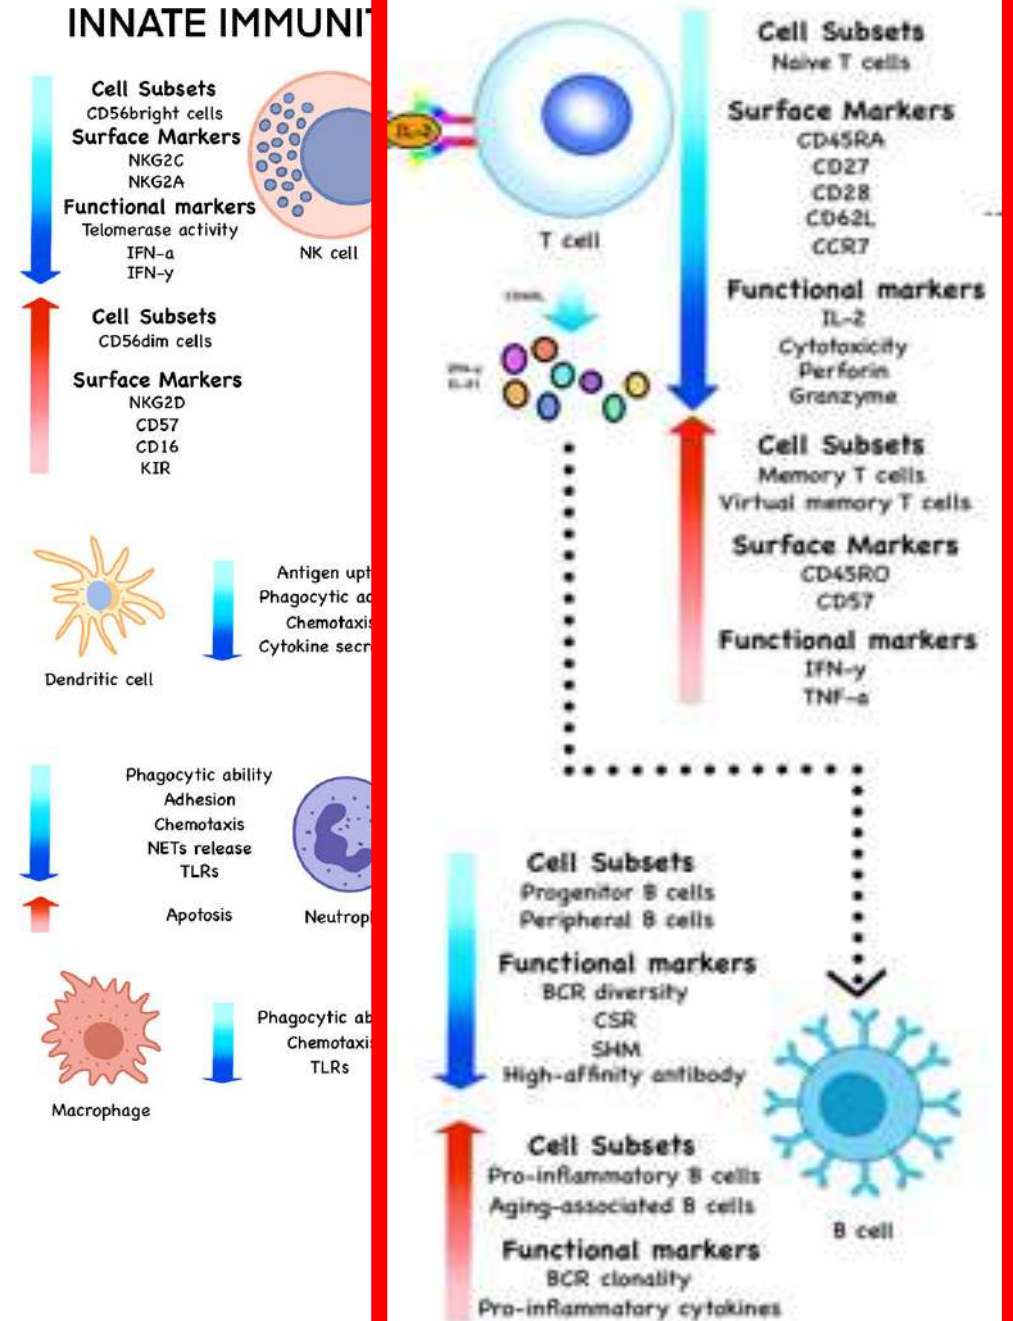 INNATE IMMUNIT
Cell Subsets
CD56bright cells
Surface Markers
NKG2C
NKG2A
Functional markers
Telomerase activity
IFN-a
IFN-y
NK cell
Cell Subsets
CD56dim cells
Surface Markers
NKG2D
CD57
CD16
KIR
Antigen upt
Phagocytic ac
Chemotaxis
Cytokine secr
Dendritic cell
Phagocytic ability
Adhesion
Chemotaxis
NETs release
TLRs
Apotosis
Neutrop
Phagocytic ab
Chemotaxis
TLRs
Macrophage
IL-2
T cell
Cell Subsets
Naive T cells
Surface Markers
CD45RA
CD27
CD28
CD62L
CCR7
Functional markers
IL-2
Cytotoxicity
Perforin
Granzyme
Cell Subsets
Memory T cells
Virtual memory T cells
Surface Markers
CD45RO
CD57
Functional markers
IFN-y
TNF-a
Cell Subsets
Progenitor B cells
Peripheral B cells
Functional markers
BCR diversity
CSR
SHM
High-affinity antibody
Cell Subsets
Pro-inflammatory B cells
Aging-associated B cells
Functional markers
BCR clonality
Pro-inflammatory cytokines
B cell